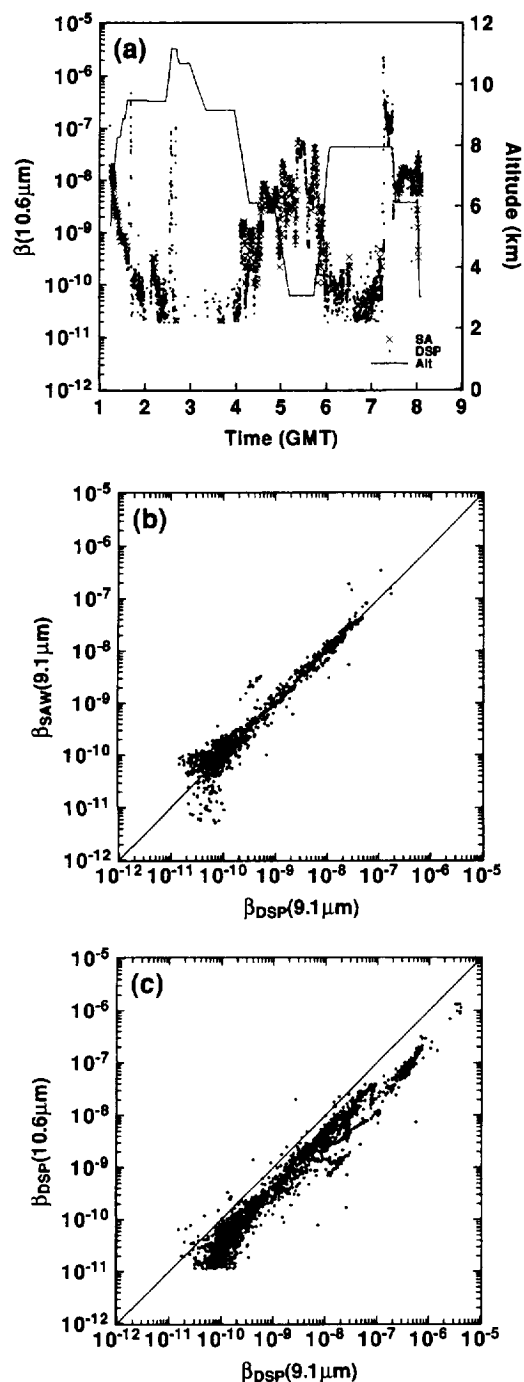 (a)
10⁻⁵
10⁻⁶
10⁻⁷
10⁻⁸
10⁻⁹
10⁻¹⁰
10⁻¹¹
10⁻¹²
β(10.6μm)
12
10
8
6
4
2
0
Altitude (km)
× SA
· DSP
— Alt
1 2 3 4 5 6 7 8 9
Time (GMT)
(b)
10⁻⁵
10⁻⁶
10⁻⁷
10⁻⁸
10⁻⁹
10⁻¹⁰
10⁻¹¹
10⁻¹²
β_SAW(9.1μm)
10⁻¹² 10⁻¹¹ 10⁻¹⁰ 10⁻⁹ 10⁻⁸ 10⁻⁷ 10⁻⁶ 10⁻⁵
β_DSP(9.1μm)
(c)
10⁻⁵
10⁻⁶
10⁻⁷
10⁻⁸
10⁻⁹
10⁻¹⁰
10⁻¹¹
10⁻¹²
β_DSP(10.6μm)
10⁻¹² 10⁻¹¹ 10⁻¹⁰ 10⁻⁹ 10⁻⁸ 10⁻⁷ 10⁻⁶ 10⁻⁵
β_DSP(9.1μm)